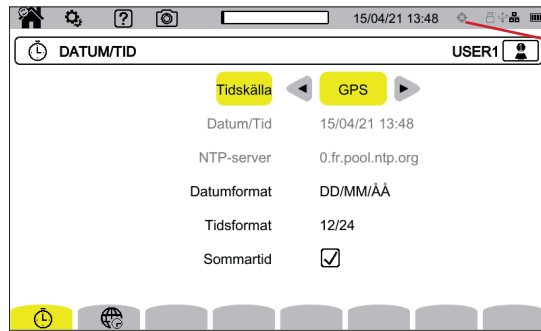 15/04/21 13:48
DATUM/TID
USER1
Tidskälla GPS
Datum/Tid 15/04/21 13:48
NTP-server 0.fr.pool.ntp.org
Datumformat DD/MM/ÅÅ
Tidsformat 12/24
Sommartid